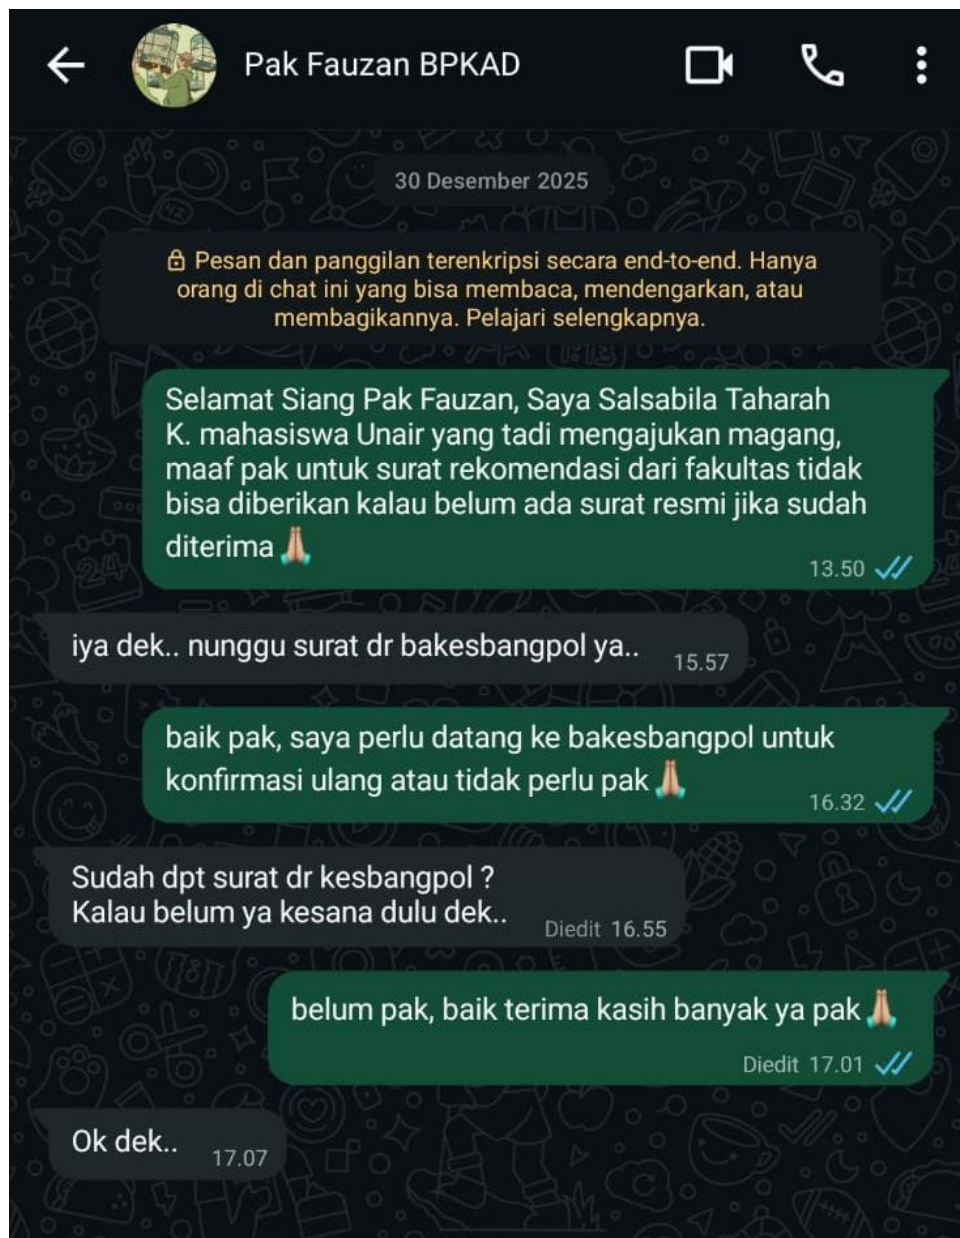 Pak Fauzan BPKAD
30 Desember 2025
Pesan dan panggilan terenkripsi secara end-to-end. Hanya
orang di chat ini yang bisa membaca, mendengarkan, atau
membagikannya. Pelajari selengkapnya.
Selamat Siang Pak Fauzan, Saya Salsabila Taharah
K. mahasiswa Unair yang tadi mengajukan magang,
maaf pak untuk surat rekomendasi dari fakultas tidak
bisa diberikan kalau belum ada surat resmi jika sudah
diterima 🙏🏼
13.50
iya dek.. nunggu surat dr bakesbangpol ya..
15.57
baik pak, saya perlu datang ke bakesbangpol untuk
konfirmasi ulang atau tidak perlu pak 🙏🏼
16.32
Sudah dpt surat dr kesbangpol ?
Kalau belum ya kesana dulu dek..
Diedit 16.55
belum pak, baik terima kasih banyak ya pak 🙏🏼
Diedit 17.01
Ok dek..
17.07